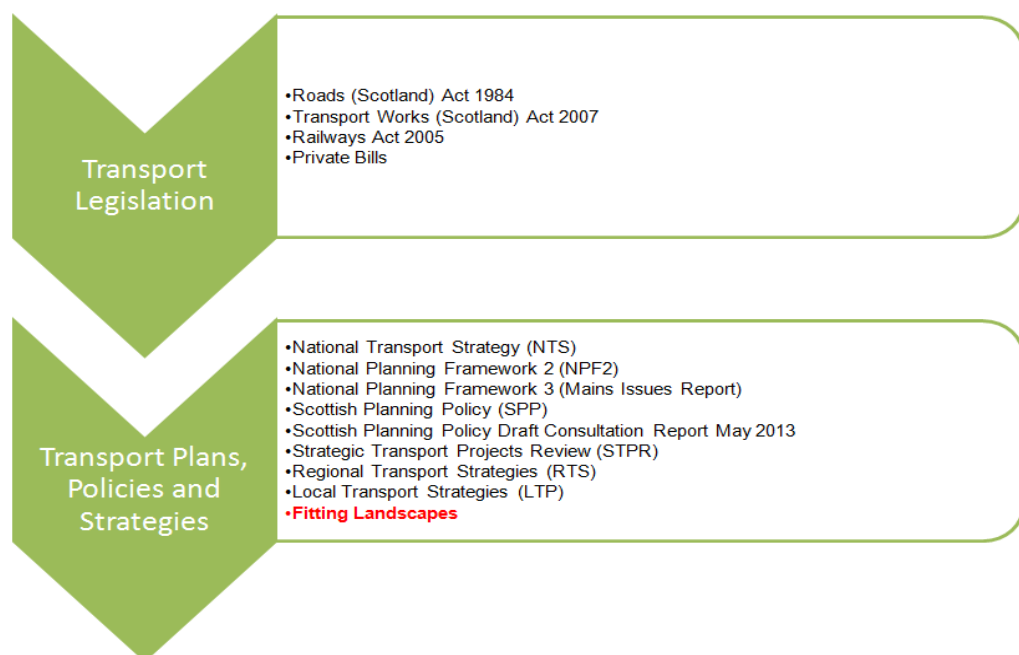 Transport
Legislation
•Roads (Scotland) Act 1984
•Transport Works (Scotland) Act 2007
•Railways Act 2005
•Private Bills
Transport Plans,
Policies and
Strategies
•National Transport Strategy (NTS)
•National Planning Framework 2 (NPF2)
•National Planning Framework 3 (Mains Issues Report)
•Scottish Planning Policy (SPP)
•Scottish Planning Policy Draft Consultation Report May 2013
•Strategic Transport Projects Review (STPR)
•Regional Transport Strategies (RTS)
•Local Transport Strategies (LTP)
•Fitting Landscapes